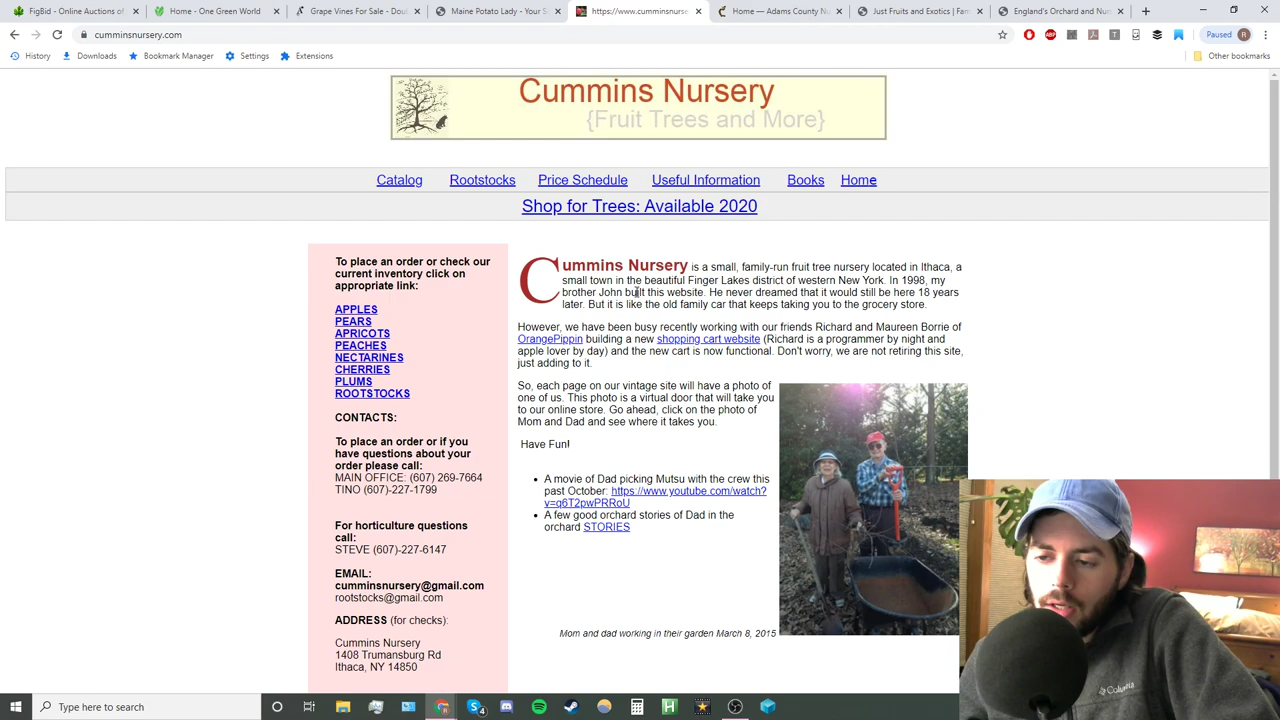 FigBid - Online Auctions of
Home - One Green World
Grape Vines For Sale - Doub
Maine Potato Lady - Your S
https://www.cumminsnurse
Home — Adams County Nu
Just Fruits and Exotics | Fam
England's Orchard and Nur
cumminsnursery.com
Paused
R
History
Downloads
Bookmark Manager
Settings
Extensions
Other bookmarks
Cummins Nursery
{Fruit Trees and More}
Catalog
Rootstocks
Price Schedule
Useful Information
Books
Home
Shop for Trees: Available 2020
To place an order or check our
current inventory click on
appropriate link:
APPLES
PEARS
APRICOTS
PEACHES
NECTARINES
CHERRIES
PLUMS
ROOTSTOCKS
CONTACTS:
To place an order or if you
have questions about your
order please call:
MAIN OFFICE: (607) 269-7664
TINO (607)-227-1799
For horticulture questions
call:
STEVE (607)-227-6147
EMAIL:
cumminsnursery@gmail.com
rootstocks@gmail.com
ADDRESS (for checks):
Cummins Nursery
1408 Trumansburg Rd
Ithaca, NY 14850
Cummins Nursery is a small, family-run fruit tree nursery located in Ithaca, a
small town in the beautiful Finger Lakes district of western New York. In 1998, my
brother John built this website. He never dreamed that it would still be here 18 years
later. But it is like the old family car that keeps taking you to the grocery store.
However, we have been busy recently working with our friends Richard and Maureen Borrie of
OrangePippin building a new shopping cart website (Richard is a programmer by night and
apple lover by day) and the new cart is now functional. Don't worry, we are not retiring this site,
just adding to it.
So, each page on our vintage site will have a photo of
one of us. This photo is a virtual door that will take you
to our online store. Go ahead, click on the photo of
Mom and Dad and see where it takes you.
Have Fun!
• A movie of Dad picking Mutsu with the crew this
past October: https://www.youtube.com/watch?
v=q6T2pwPRRoU
• A few good orchard stories of Dad in the
orchard STORIES
Mom and dad working in their garden March 8, 2015
Columbia
Type here to search